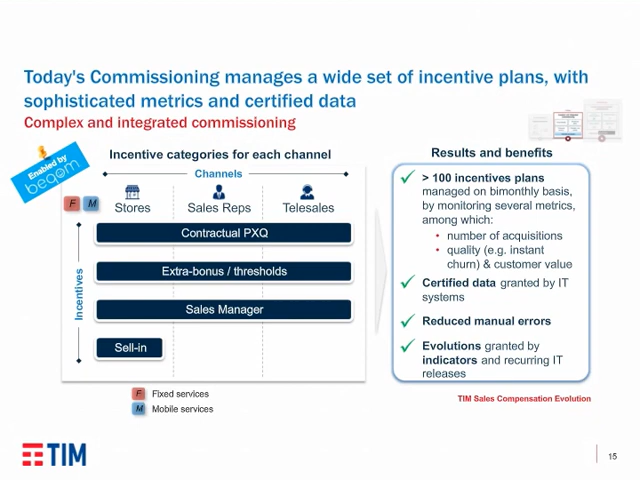 Today's Commissioning manages a wide set of incentive plans, with
sophisticated metrics and certified data
Complex and integrated commissioning
Enabled by
beqom
Incentive categories for each channel
Channels
F M
Stores
Sales Reps
Telesales
Incentives
Contractual PXQ
Extra-bonus / thresholds
Sales Manager
Sell-in
F Fixed services
M Mobile services
Results and benefits
> 100 incentives plans
managed on bimonthly basis,
by monitoring several metrics,
among which:
• number of acquisitions
• quality (e.g. instant
churn) & customer value
Certified data granted by IT
systems
Reduced manual errors
Evolutions granted by
indicators and recurring IT
releases
TIM Sales Compensation Evolution
TIM
15